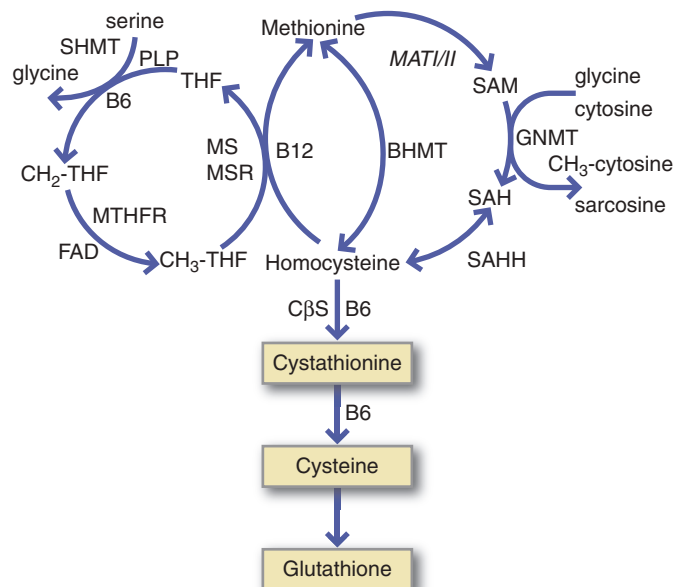 serine
SHMT
PLP
glycine
B6
THF
CH₂-THF
MTHFR
FAD
CH₃-THF
MS
MSR
B12
Methionine
BHMT
Homocysteine
MATI/II
SAM
glycine
cytosine
GNMT
CH₃-cytosine
SAH
sarcosine
SAHH
CβS
B6
Cystathionine
B6
Cysteine
Glutathione